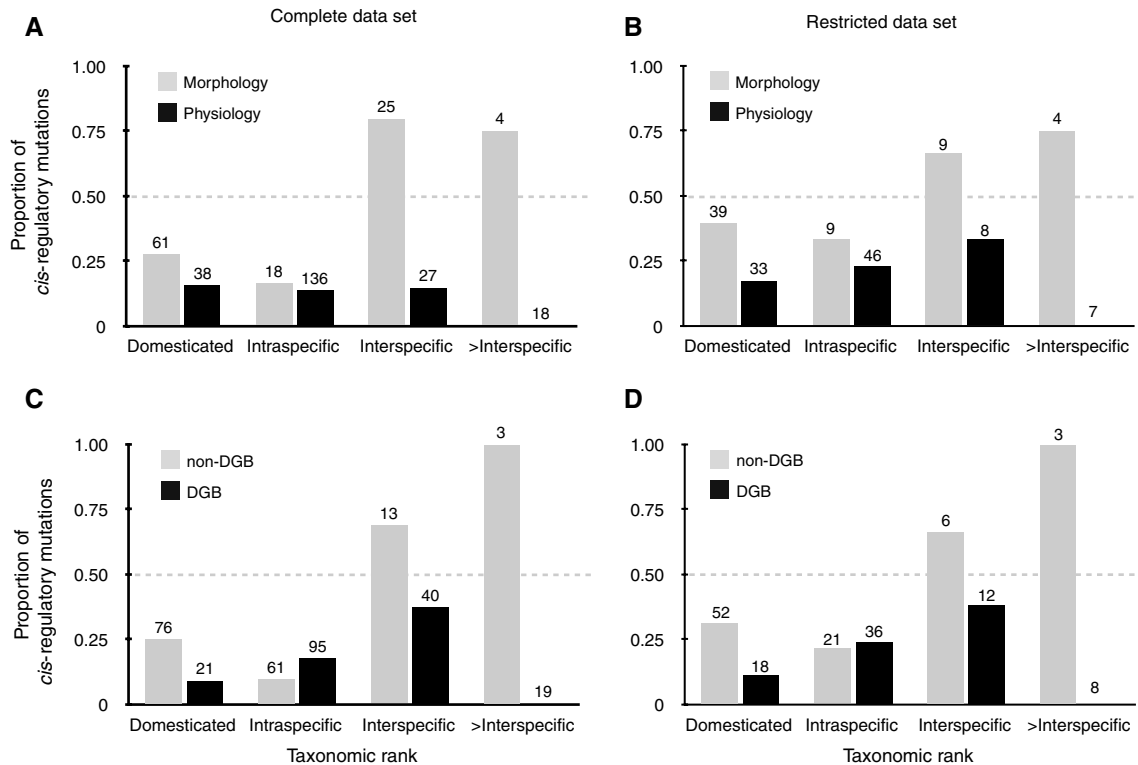 A
Complete data set
Proportion of
cis-regulatory mutations
1.00
0.75
0.50
0.25
0
Morphology
Physiology
61
38
18
136
25
27
4
18
Domesticated
Intraspecific
Interspecific
>Interspecific
B
Restricted data set
1.00
0.75
0.50
0.25
0
Morphology
Physiology
39
33
9
46
9
8
4
7
Domesticated
Intraspecific
Interspecific
>Interspecific
C
Proportion of
cis-regulatory mutations
1.00
0.75
0.50
0.25
0
non-DGB
DGB
76
21
61
95
13
40
3
19
Domesticated
Intraspecific
Interspecific
>Interspecific
Taxonomic rank
D
1.00
0.75
0.50
0.25
0
non-DGB
DGB
52
18
21
36
6
12
3
8
Domesticated
Intraspecific
Interspecific
>Interspecific
Taxonomic rank